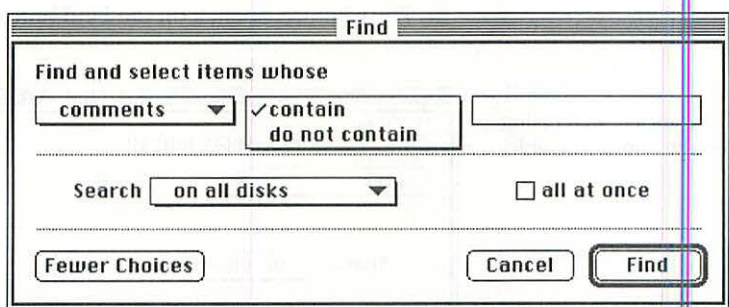 Find
Find and select items whose
comments ✓contain
do not contain
Search on all disks all at once
Fewer Choices Cancel Find